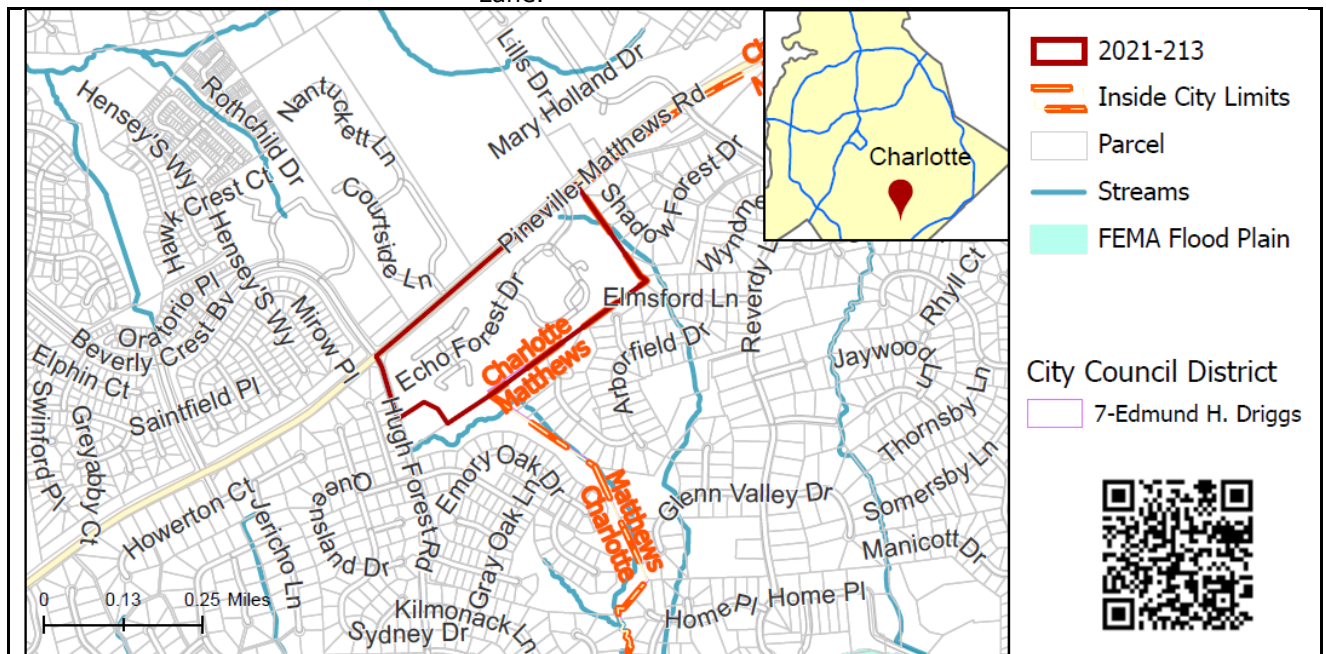 Lane.
Lills Dr
Mary Holland Dr
Pineville-Matthews Rd
Nantuckett Ln
Rothchild Dr
Hensey'S Wy
Hawk Crest Ct
Hensey'S Wy
Courtside Ln
Shadow Forest Dr
Wyndme
Reverdy L
Elmsford Ln
Echo Forest Dr
Charlotte
Matthews
Arborfield Dr
Oratorio Pl
Beverly Crest Bv
Mirow Pl
Elphin Ct
Saintfield Pl
Swinford Pl
Greyabby Ct
Hugh Forest Rd
Emory Oak Dr
Gray Oak Ln
Queensland Dr
Howerton Ct
Jericho Ln
Kilmonack Ln
Sydney Dr
Matthews
Charlotte
Glenn Valley Dr
Rhyll Ct
Jaywood Ln
Thornsby Ln
Somersby Ln
Manicott Dr
Home Pl
Home Pl
0 0.13 0.25 Miles
Charlotte
2021-213
Inside City Limits
Parcel
Streams
FEMA Flood Plain
City Council District
7-Edmund H. Driggs